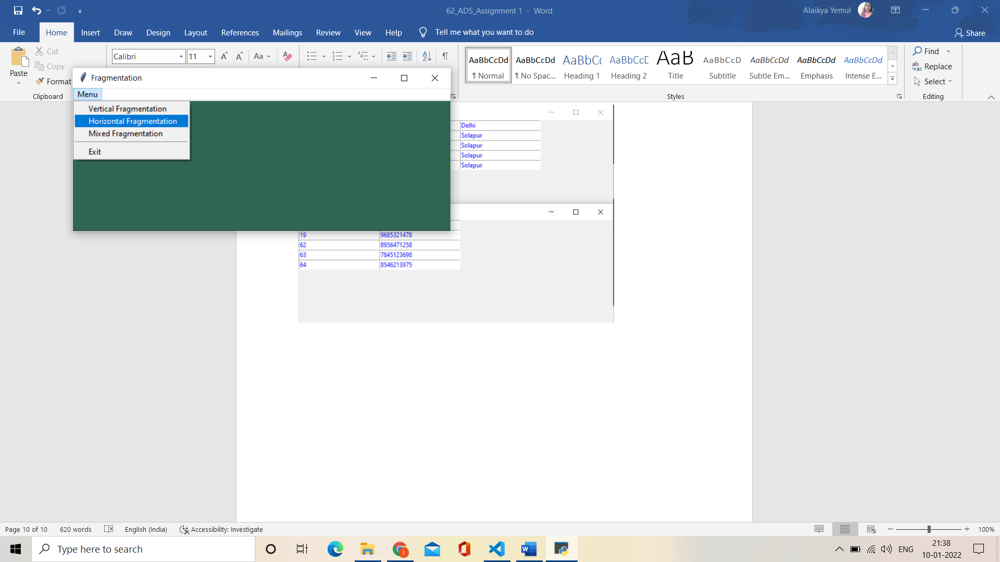 62_ADS_Assignment 1 - Word
Alaikya Yemul
File Home Insert Draw Design Layout References Mailings Review View Help Tell me what you want to do Share
Paste
Cut
Copy
Format
Clipboard
Calibri 11
Aa
AaBbCcDd AaBbCcDd AaBbCc AaBbCcD AaB AaBbCcD AaBbCcDd AaBbCcDd AaBbCcDd
¶ Normal ¶ No Spac... Heading 1 Heading 2 Title Subtitle Subtle Em... Emphasis Intense E...
Styles
Find
Replace
Select
Editing
Fragmentation
Menu
Vertical Fragmentation
Horizontal Fragmentation
Mixed Fragmentation
Exit
Delhi
Solapur
Solapur
Solapur
Solapur
19 9685321478
62 8956471258
63 7845123698
64 8546213975
Page 10 of 10 620 words English (India) Accessibility: Investigate 100%
Type here to search
ENG
21:38
10-01-2022